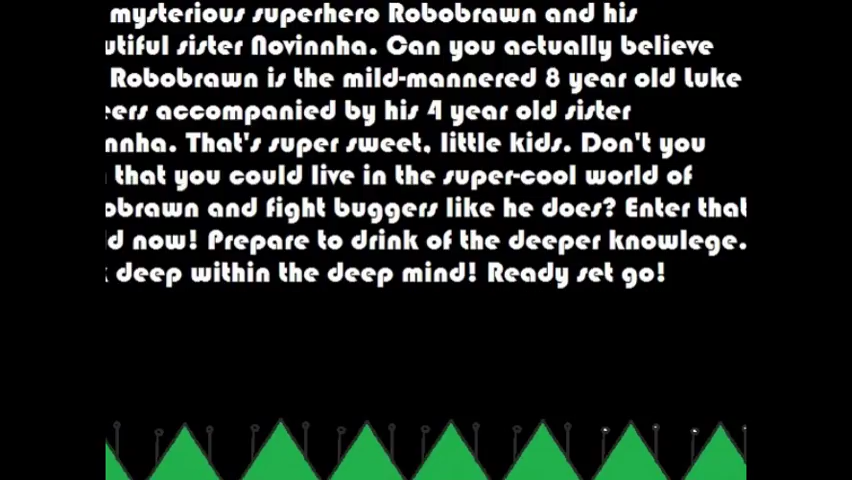 mysterious superhero Robobrawn and his
utiful sister Novinnha. Can you actually believe
Robobrawn is the mild-mannered 8 year old Luke
eers accompanied by his 4 year old sister
nnha. That's super sweet, little kids. Don't you
that you could live in the super-cool world of
obrawn and fight buggers like he does? Enter that
d now! Prepare to drink of the deeper knowlege.
deep within the deep mind! Ready set go!